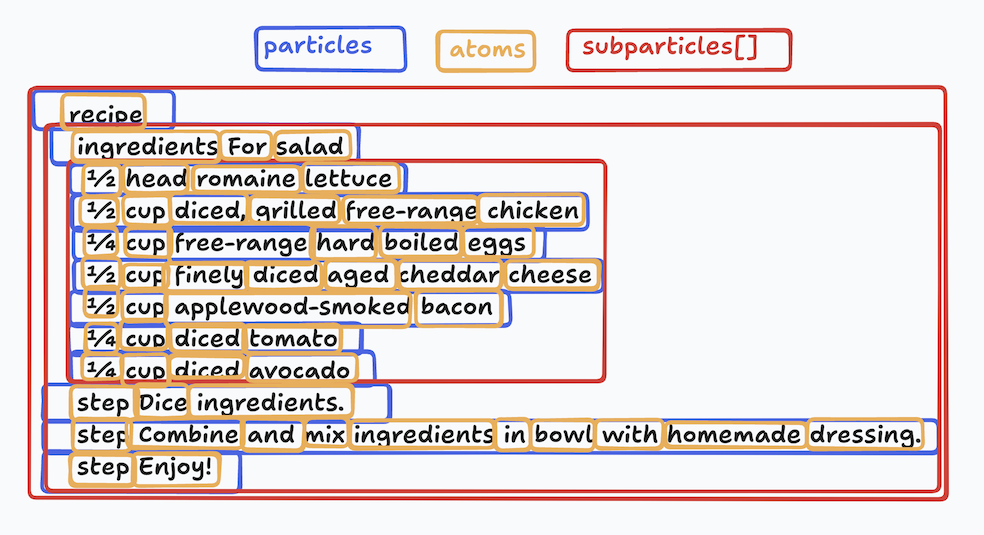 particles atoms subparticles[]
recipe
ingredients For salad
½ head romaine lettuce
½ cup diced, grilled free-range chicken
¼ cup free-range hard boiled eggs
½ cup finely diced aged cheddar cheese
½ cup applewood-smoked bacon
¼ cup diced tomato
¼ cup diced avocado
step Dice ingredients.
step Combine and mix ingredients in bowl with homemade dressing.
step Enjoy!